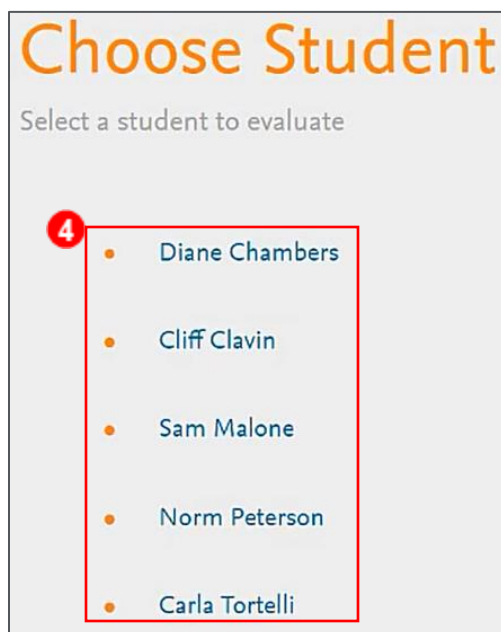 Choose Student
Select a student to evaluate
4
Diane Chambers
Cliff Clavin
Sam Malone
Norm Peterson
Carla Tortelli